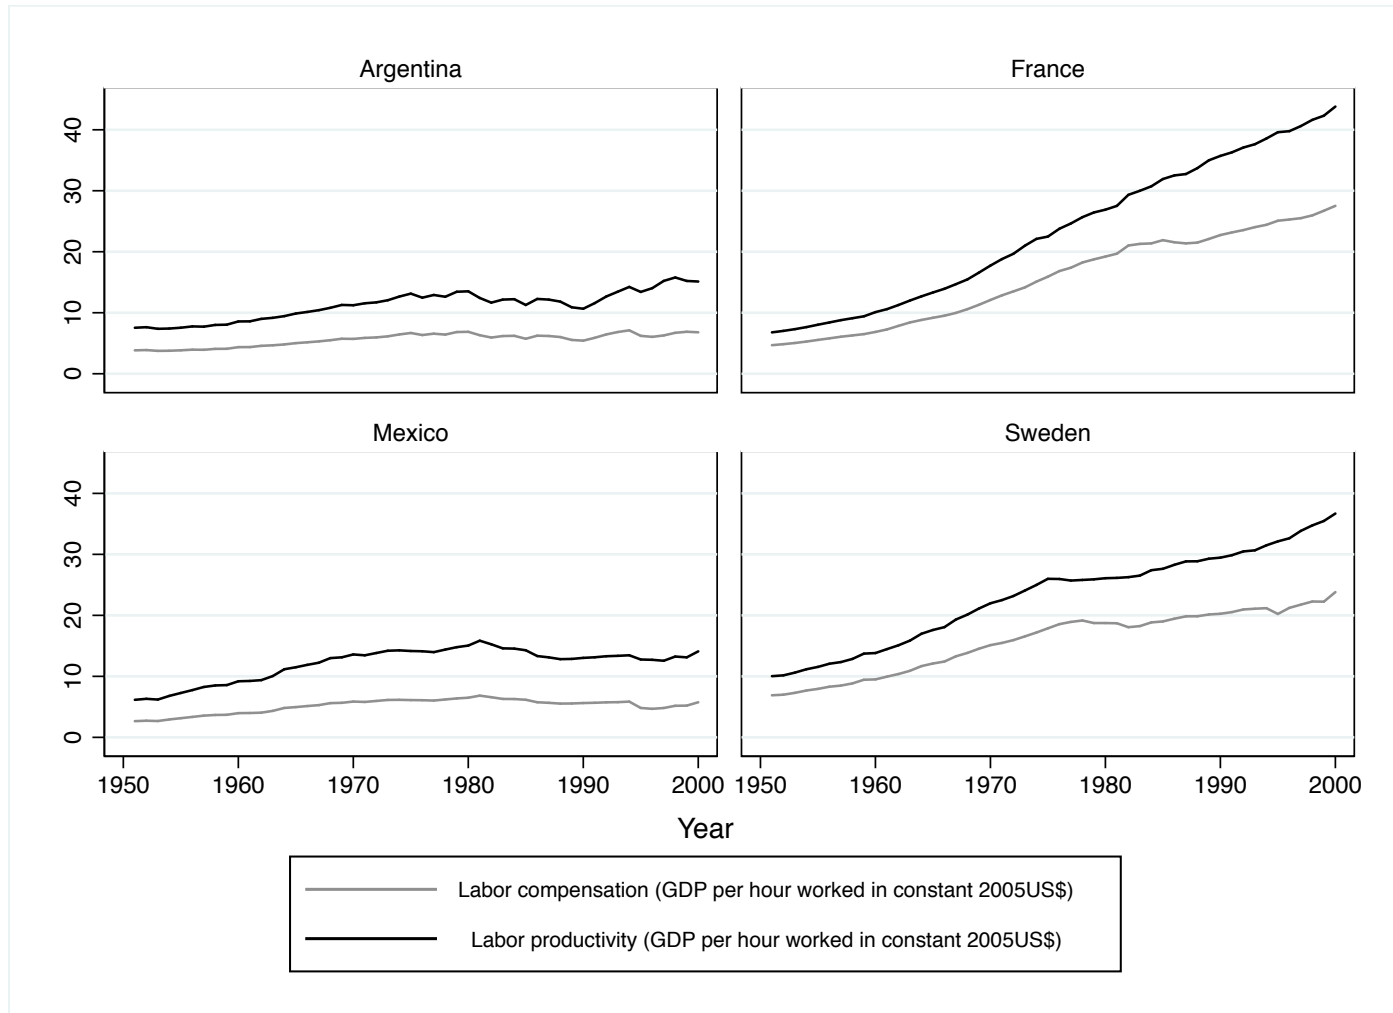 Argentina
France
40
30
20
10
0
Mexico
Sweden
40
30
20
10
0
1950 1960 1970 1980 1990 2000 1950 1960 1970 1980 1990 2000
Year
Labor compensation (GDP per hour worked in constant 2005US$)
Labor productivity (GDP per hour worked in constant 2005US$)